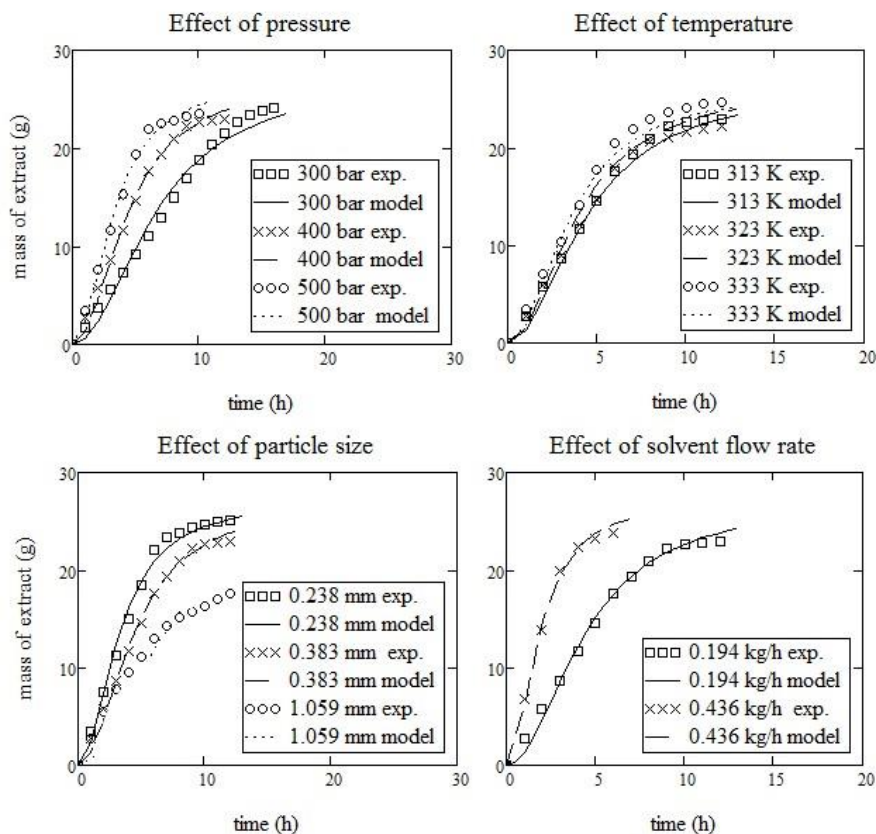 Effect of pressure
30
20
10
0
0
10
20
30
mass of extract (g)
time (h)
300 bar exp.
300 bar model
400 bar exp.
400 bar model
500 bar exp.
500 bar model
Effect of temperature
30
20
10
0
0
5
10
15
20
time (h)
313 K exp.
313 K model
323 K exp.
323 K model
333 K exp.
333 K model
Effect of particle size
30
20
10
0
0
10
20
30
mass of extract (g)
time (h)
0.238 mm exp.
0.238 mm model
0.383 mm exp.
0.383 mm model
1.059 mm exp.
1.059 mm model
Effect of solvent flow rate
30
20
10
0
0
5
10
15
20
time (h)
0.194 kg/h exp.
0.194 kg/h model
0.436 kg/h exp.
0.436 kg/h model